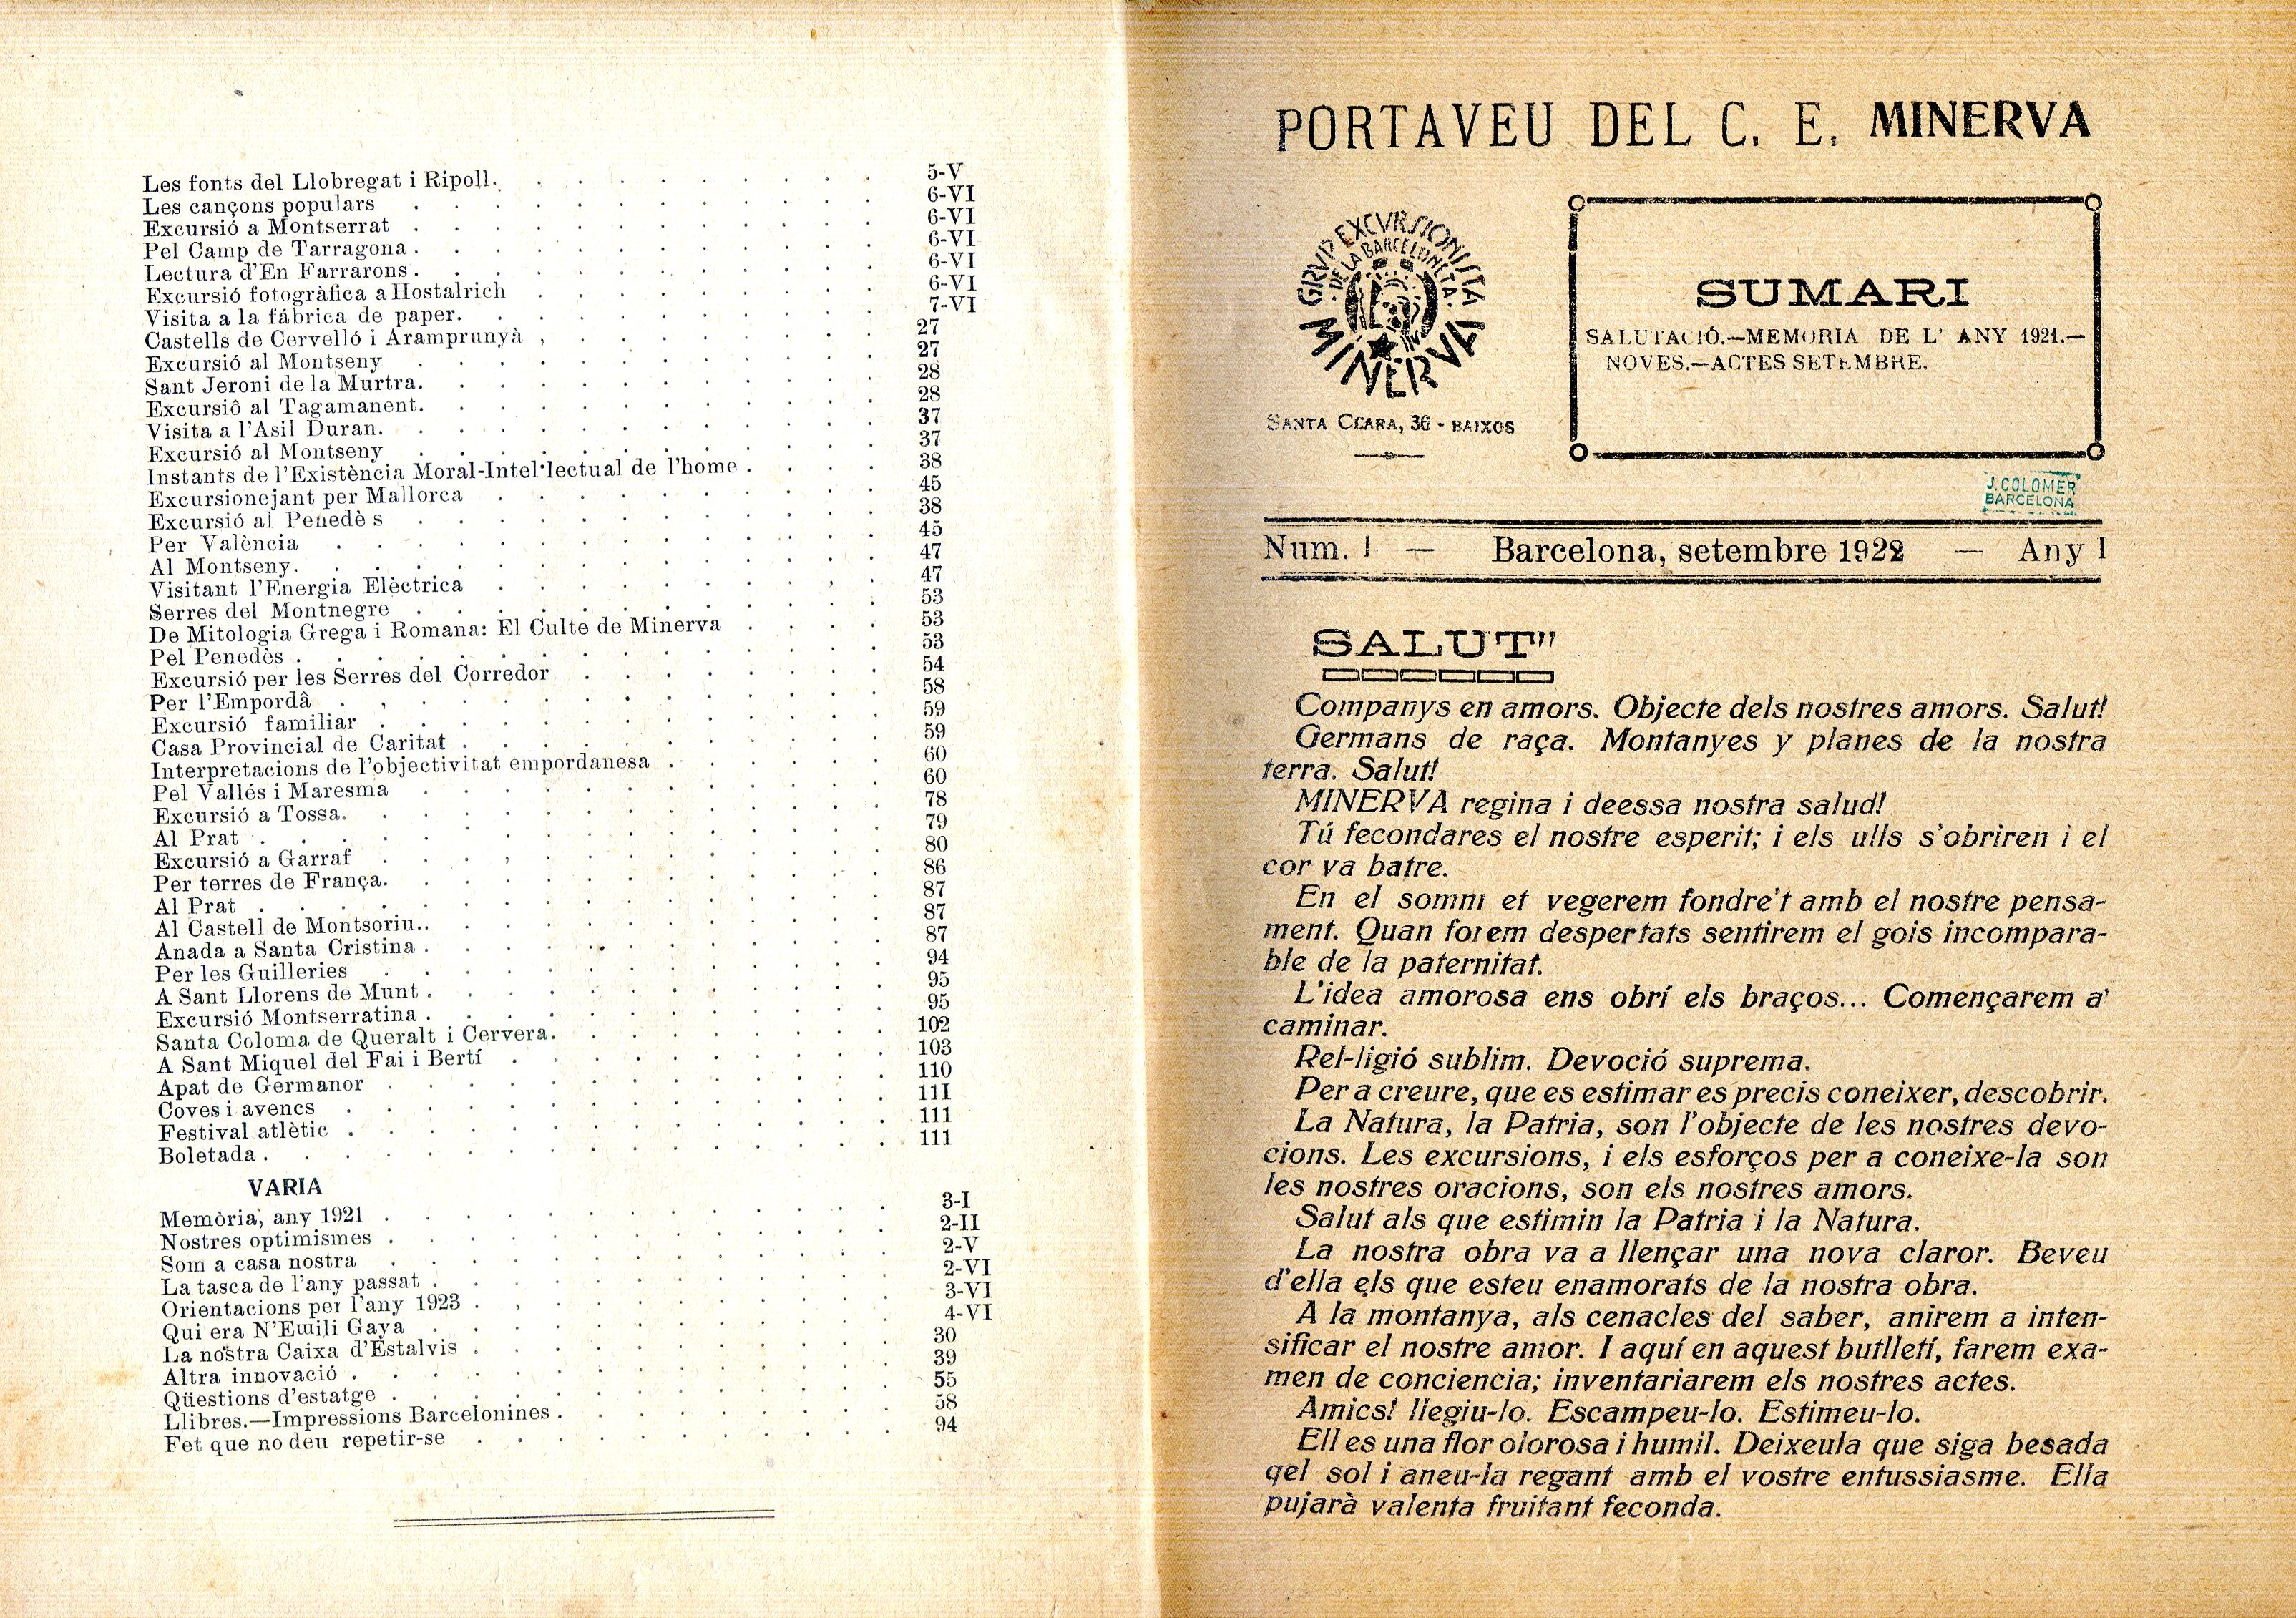 Les fonts del Llobregat i Ripoll. 5-V
Les cançons populars 6-VI
Excursió a Montserrat 6-VI
Pel Camp de Tarragona. 6-VI
Lectura d'En Farrarons. 6-VI
Excursió fotogràfica a Hostalrich 6-VI
Visita a la fábrica de paper. 7-VI
Castells de Cervelló i Aramprunyà 27
Excursió al Montseny 27
Sant Jeroni de la Murtra. 28
Excursiô al Tagamanent. 28
Visita a l'Asil Duran. 37
Excursió al Montseny 37
Instants de l'Existència Moral-Intel·lectual de l'home. 38
Excursionejant per Mallorca 45
Excursió al Penedè s 38
Per València 45
Al Montseny. 47
Visitant l'Energia Elèctrica 47
Serres del Montnegre 53
De Mitologia Grega i Romana: El Culte de Minerva 53
Pel Penedès 53
Excursió per les Serres del Corredor 54
Per l'Empordâ 58
Excursió familiar 59
Casa Provincial de Caritat 59
Interpretacions de l'objectivitat empordanesa 60
Pel Vallés i Maresma 60
Excursió a Tossa. 78
Al Prat 79
Excursió a Garraf 80
Per terres de França. 86
Al Prat 87
Al Castell de Montsoriu.. 87
Anada a Santa Cristina. 87
Per les Guilleries 94
A Sant Llorens de Munt. 95
Excursió Montserratina. 95
Santa Coloma de Queralt i Cervera. 102
A Sant Miquel del Fai i Bertí 103
Apat de Germanor 110
Coves i avencs 111
Festival atlètic 111
Boletada. 111
VARIA
Memòria, any 1921 3-I
Nostres optimismes 2-II
Som a casa nostra 2-V
La tasca de l'any passat 2-VI
Orientacions per l'any 1923 3-VI
Qui era N'Emili Gaya 4-VI
La nostra Caixa d'Estalvis 30
Altra innovació 39
Qüestions d'estatge 55
Llibres.—Impressions Barcelonines. 58
Fet que no deu repetir-se 94
PORTAVEU DEL C. E. MINERVA
GRVP EXCVRSIONISTA
DE LA BARCELONETA
MINERVA
SANTA CLARA, 36 - BAIXOS
SUMARI
SALUTACIÓ.—MEMORIA DE L' ANY 1921.—
NOVES.—ACTES SETEMBRE.
J. COLOMER
BARCELONA
Num. 1 — Barcelona, setembre 1922 — Any I
SALUT"
Companys en amors. Objecte dels nostres amors. Salut!
Germans de raça. Montanyes y planes de la nostra
terra. Salut!
MINERVA regina i deessa nostra salud!
Tú fecondares el nostre esperit; i els ulls s'obriren i el
cor va batre.
En el somni et vegerem fondre't amb el nostre pensa-
ment. Quan forem despertats sentirem el gois incompara-
ble de la paternitat.
L'idea amorosa ens obrí els braços... Començarem a'
caminar.
Rel-ligió sublim. Devoció suprema.
Per a creure, que es estimar es precis coneixer, descobrir.
La Natura, la Patria, son l'objecte de les nostres devo-
cions. Les excursions, i els esforços per a coneixe-la son
les nostres oracions, son els nostres amors.
Salut als que estimin la Patria i la Natura.
La nostra obra va a llençar una nova claror. Beveu
d'ella els que esteu enamorats de la nostra obra.
A la montanya, als cenacles del saber, anirem a inten-
sificar el nostre amor. I aquí en aquest butlletí, farem exa-
men de conciencia; inventariarem els nostres actes.
Amics! llegiu-lo. Escampeu-lo. Estimeu-lo.
Ell es una flor olorosa i humil. Deixeula que siga besada
qel sol i aneu-la regant amb el vostre entussiasme. Ella
pujarà valenta fruitant feconda.